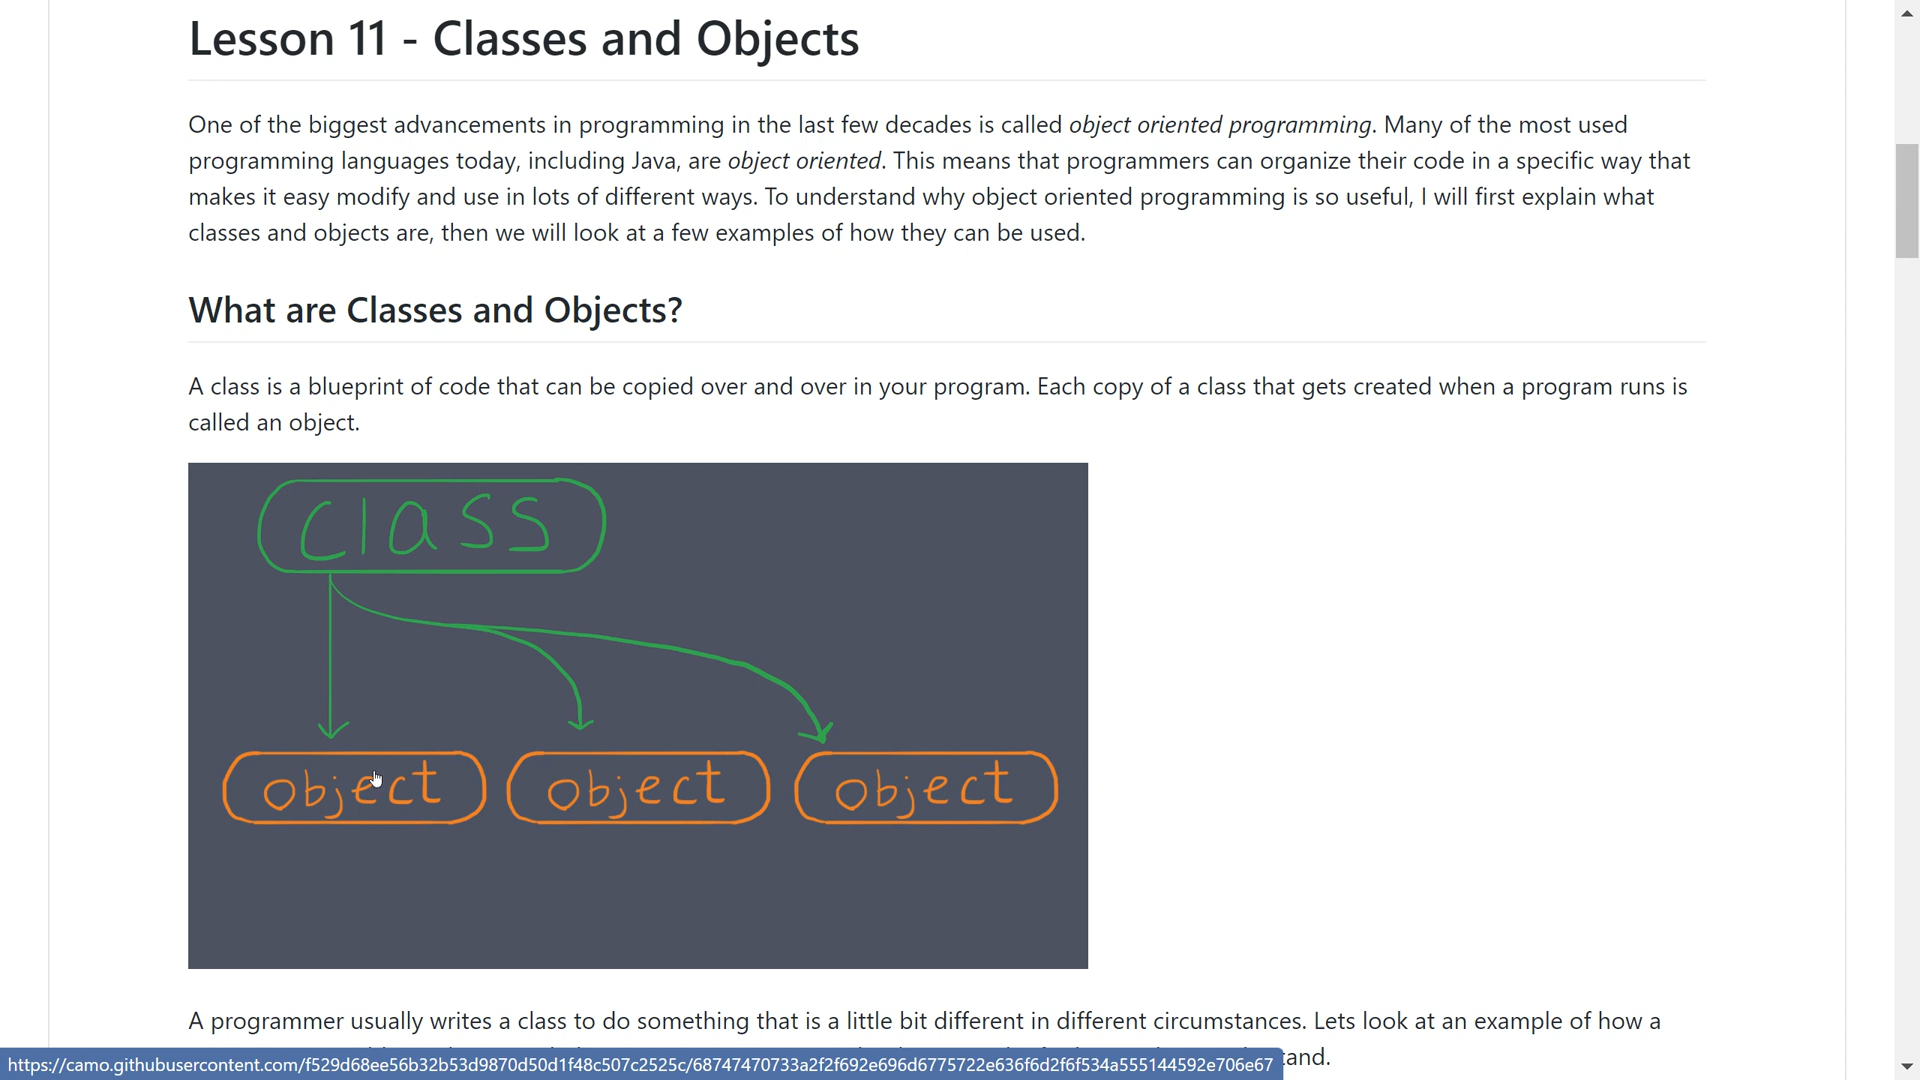 Lesson 11 - Classes and Objects
One of the biggest advancements in programming in the last few decades is called object oriented programming. Many of the most used
programming languages today, including Java, are object oriented. This means that programmers can organize their code in a specific way that
makes it easy modify and use in lots of different ways. To understand why object oriented programming is so useful, I will first explain what
classes and objects are, then we will look at a few examples of how they can be used.
What are Classes and Objects?
A class is a blueprint of code that can be copied over and over in your program. Each copy of a class that gets created when a program runs is
called an object.
Class
object object object
A programmer usually writes a class to do something that is a little bit different in different circumstances. Lets look at an example of how a
https://camo.githubusercontent.com/f529d68ee56b32b53d9870d50d1f48c507c2525c/68747470733a2f2f692e696d6775722e636f6d2f6f534a555144592e706e67